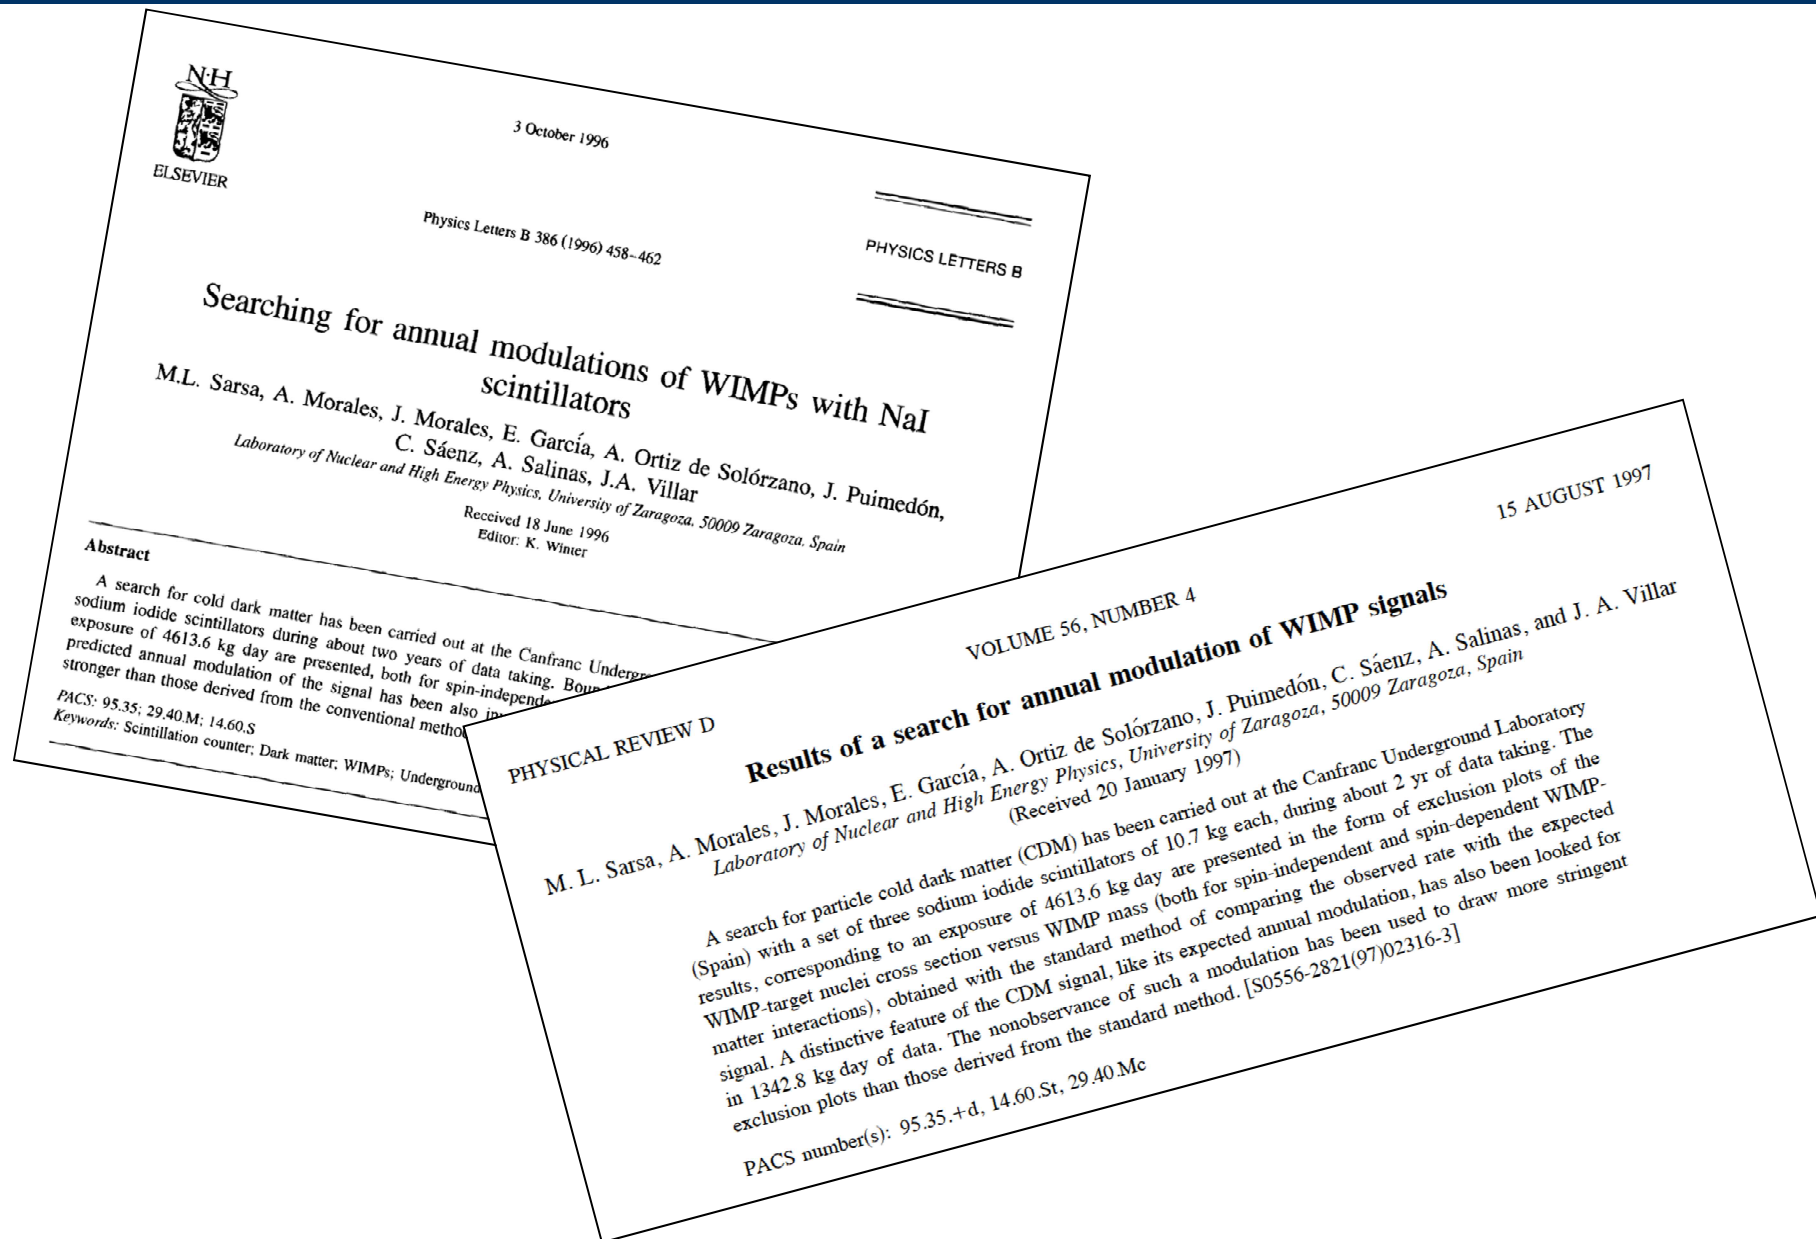 N·H
ELSEVIER
3 October 1996
Physics Letters B 386 (1996) 458–462
PHYSICS LETTERS B
Searching for annual modulations of WIMPs with NaI
scintillators
M.L. Sarsa, A. Morales, J. Morales, E. García, A. Ortiz de Solórzano, J. Puimedón,
C. Sáenz, A. Salinas, J.A. Villar
Laboratory of Nuclear and High Energy Physics, University of Zaragoza, 50009 Zaragoza, Spain
Received 18 June 1996
Editor: K. Winter
Abstract
A search for cold dark matter has been carried out at the Canfranc Undergr
sodium iodide scintillators during about two years of data taking. Boun
exposure of 4613.6 kg day are presented, both for spin-independe
predicted annual modulation of the signal has been also in
stronger than those derived from the conventional metho
PACS: 95.35; 29.40.M; 14.60.S
Keywords: Scintillation counter; Dark matter; WIMPs; Underground
15 AUGUST 1997
VOLUME 56, NUMBER 4
PHYSICAL REVIEW D
Results of a search for annual modulation of WIMP signals
M. L. Sarsa, A. Morales, J. Morales, E. García, A. Ortiz de Solórzano, J. Puimedón, C. Sáenz, A. Salinas, and J. A. Villar
Laboratory of Nuclear and High Energy Physics, University of Zaragoza, 50009 Zaragoza, Spain
(Received 20 January 1997)
A search for particle cold dark matter (CDM) has been carried out at the Canfranc Underground Laboratory
(Spain) with a set of three sodium iodide scintillators of 10.7 kg each, during about 2 yr of data taking. The
results, corresponding to an exposure of 4613.6 kg day are presented in the form of exclusion plots of the
WIMP-target nuclei cross section versus WIMP mass (both for spin-independent and spin-dependent WIMP-
matter interactions), obtained with the standard method of comparing the observed rate with the expected
signal. A distinctive feature of the CDM signal, like its expected annual modulation, has also been looked for
in 1342.8 kg day of data. The nonobservance of such a modulation has been used to draw more stringent
exclusion plots than those derived from the standard method. [S0556-2821(97)02316-3]
PACS number(s): 95.35.+d, 14.60.St, 29.40.Mc